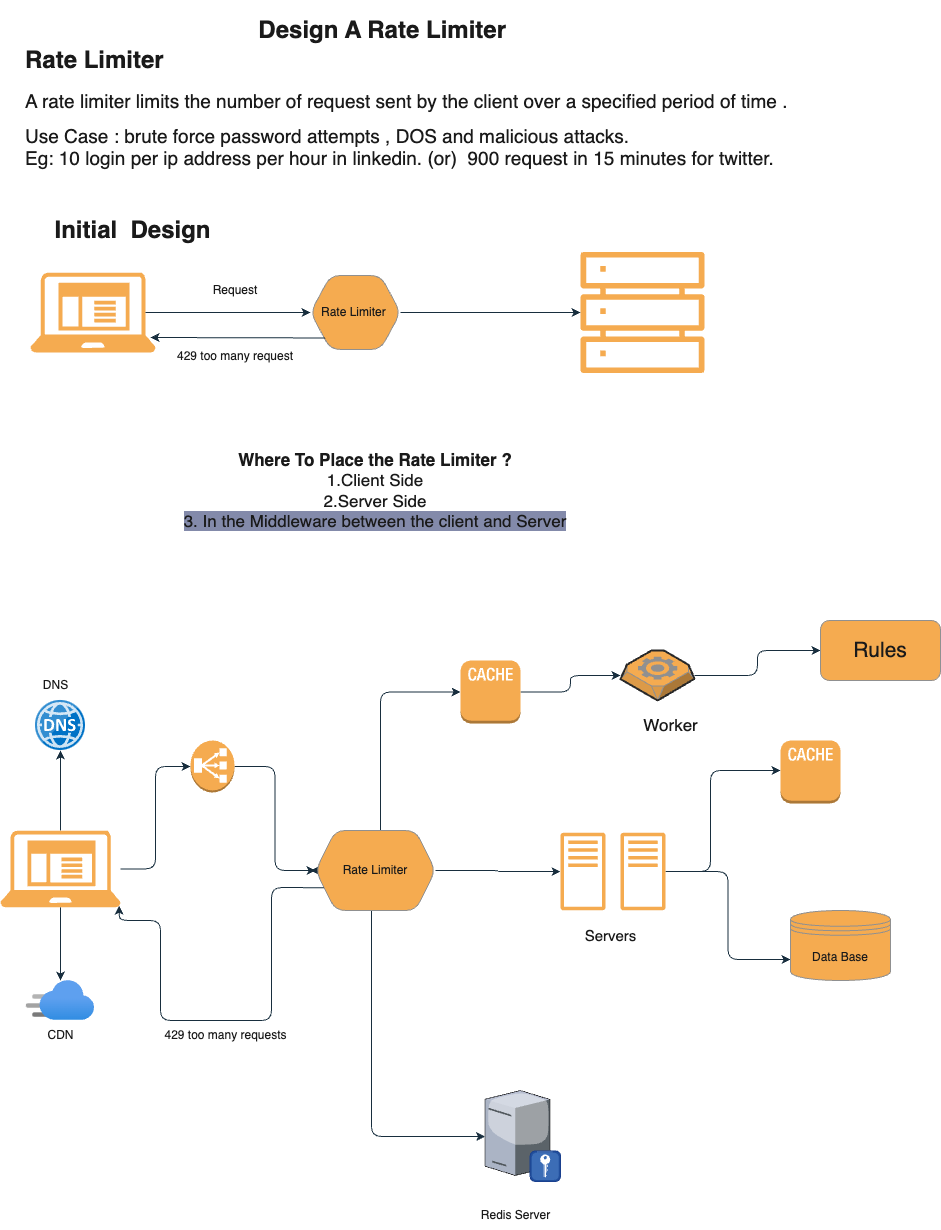 Design A Rate Limiter
Rate Limiter
A rate limiter limits the number of request sent by the client over a specified period of time .
Use Case : brute force password attempts , DOS and malicious attacks.
Eg: 10 login per ip address per hour in linkedin. (or)  900 request in 15 minutes for twitter.
Initial  Design
Request
Rate Limiter
429 too many request
Where To Place the Rate Limiter ?
1.Client Side
2.Server Side
3. In the Middleware between the client and Server
Rules
CACHE
DNS
DNS
Worker
CACHE
Rate Limiter
Servers
Data Base
CDN
429 too many requests
Redis Server